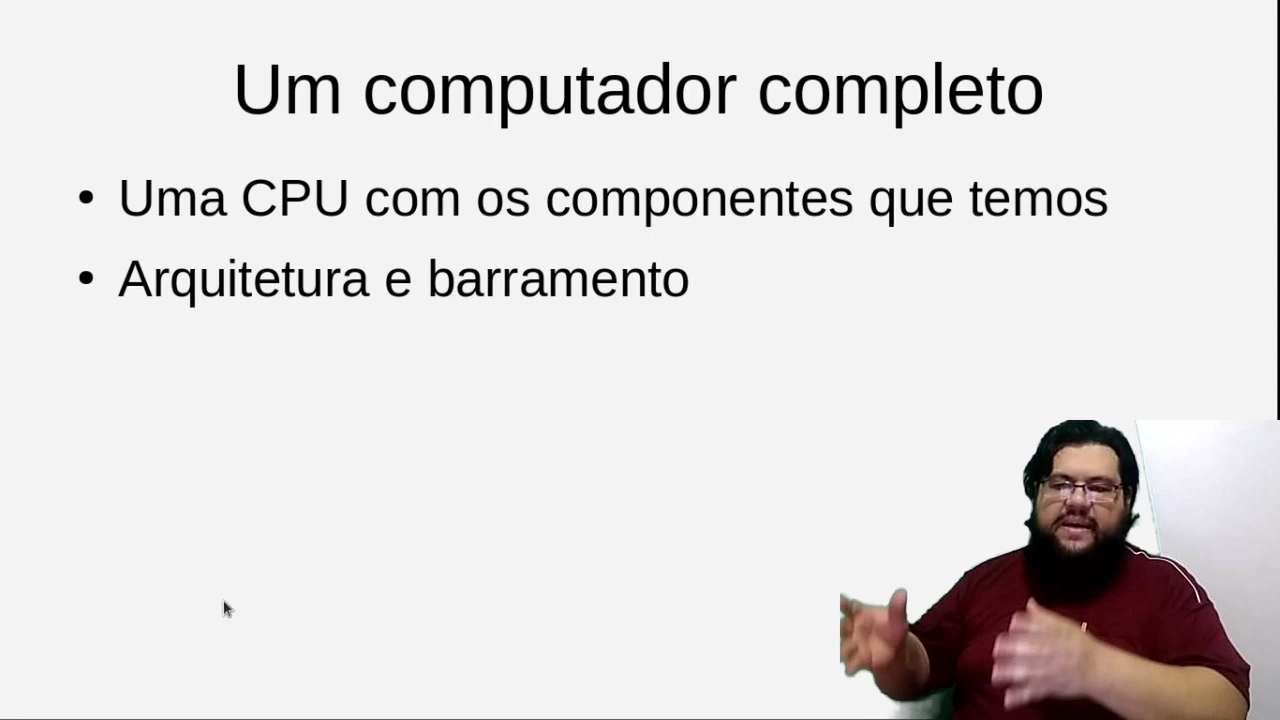 Um computador completo
• Uma CPU com os componentes que temos
• Arquitetura e barramento